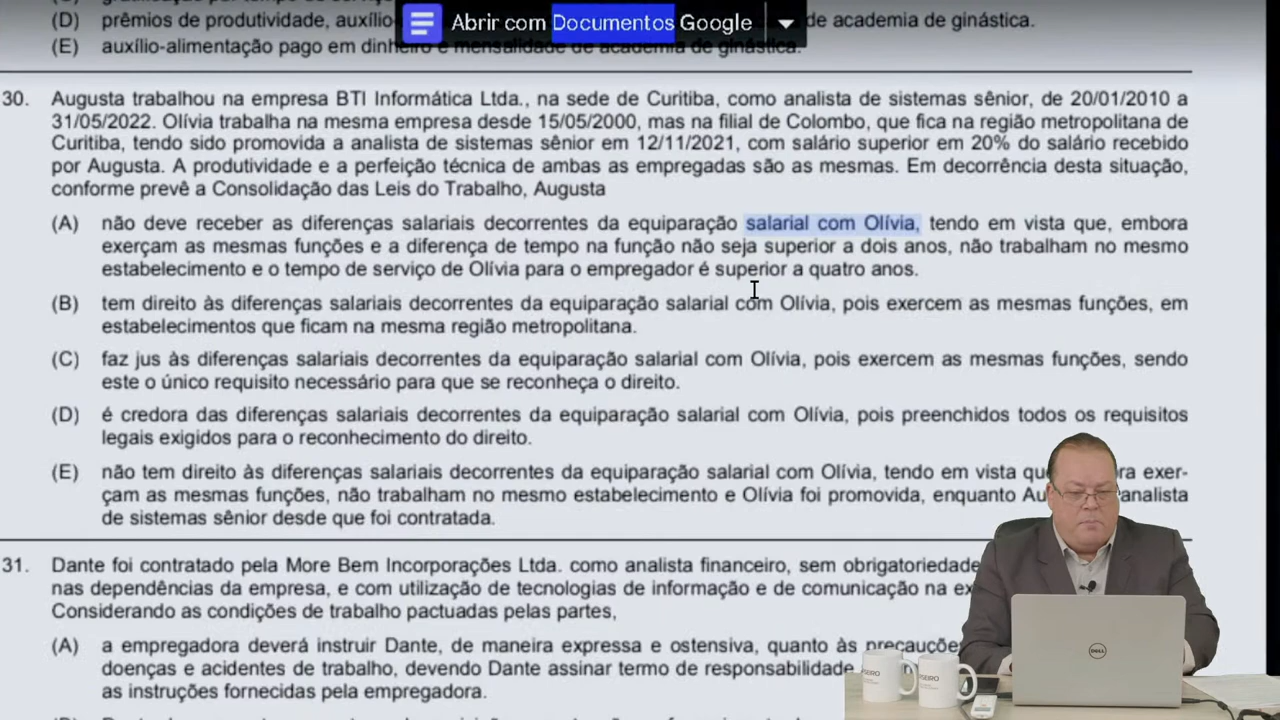 (D) prêmios de produtividade, auxílio- de academia de ginástica.
Abrir com Documentos Google
(E) auxílio-alimentação pago em dinheiro e mensalidade de academia de ginástica.
30. Augusta trabalhou na empresa BTI Informática Ltda., na sede de Curitiba, como analista de sistemas sênior, de 20/01/2010 a
31/05/2022. Olívia trabalha na mesma empresa desde 15/05/2000, mas na filial de Colombo, que fica na região metropolitana de
Curitiba, tendo sido promovida a analista de sistemas sênior em 12/11/2021, com salário superior em 20% do salário recebido
por Augusta. A produtividade e a perfeição técnica de ambas as empregadas são as mesmas. Em decorrência desta situação,
conforme prevê a Consolidação das Leis do Trabalho, Augusta
(A) não deve receber as diferenças salariais decorrentes da equiparação salarial com Olívia, tendo em vista que, embora
exerçam as mesmas funções e a diferença de tempo na função não seja superior a dois anos, não trabalham no mesmo
estabelecimento e o tempo de serviço de Olívia para o empregador é superior a quatro anos.
(B) tem direito às diferenças salariais decorrentes da equiparação salarial com Olívia, pois exercem as mesmas funções, em
estabelecimentos que ficam na mesma região metropolitana.
(C) faz jus às diferenças salariais decorrentes da equiparação salarial com Olívia, pois exercem as mesmas funções, sendo
este o único requisito necessário para que se reconheça o direito.
(D) é credora das diferenças salariais decorrentes da equiparação salarial com Olívia, pois preenchidos todos os requisitos
legais exigidos para o reconhecimento do direito.
(E) não tem direito às diferenças salariais decorrentes da equiparação salarial com Olívia, tendo em vista exer-
çam as mesmas funções, não trabalham no mesmo estabelecimento e Olívia foi promovida, enquanto analista
de sistemas sênior desde que foi contratada.
31. Dante foi contratado pela More Bem Incorporações Ltda. como analista financeiro, sem obrigatoriedade
nas dependências da empresa, e com utilização de tecnologias de informação e de comunicação na
Considerando as condições de trabalho pactuadas pelas partes,
(A) a empregadora deverá instruir Dante, de maneira expressa e ostensiva, quanto às
doenças e acidentes de trabalho, devendo Dante assinar termo de responsabilidade
as instruções fornecidas pela empregadora.
DELL